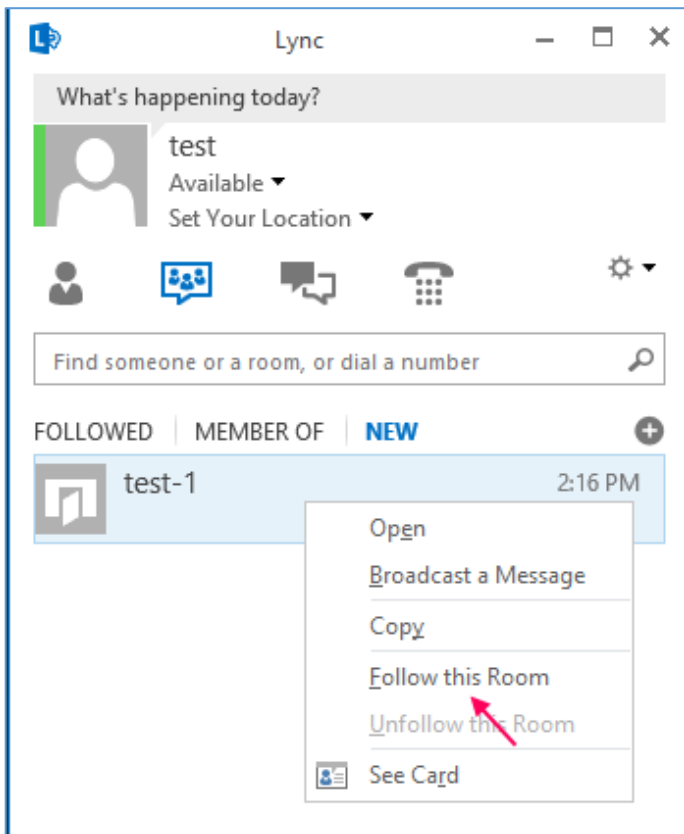 Lync
What's happening today?
test
Available
Set Your Location
Find someone or a room, or dial a number
FOLLOWED MEMBER OF NEW
test-1 2:16 PM
Open
Broadcast a Message
Copy
Follow this Room
Unfollow this Room
See Card